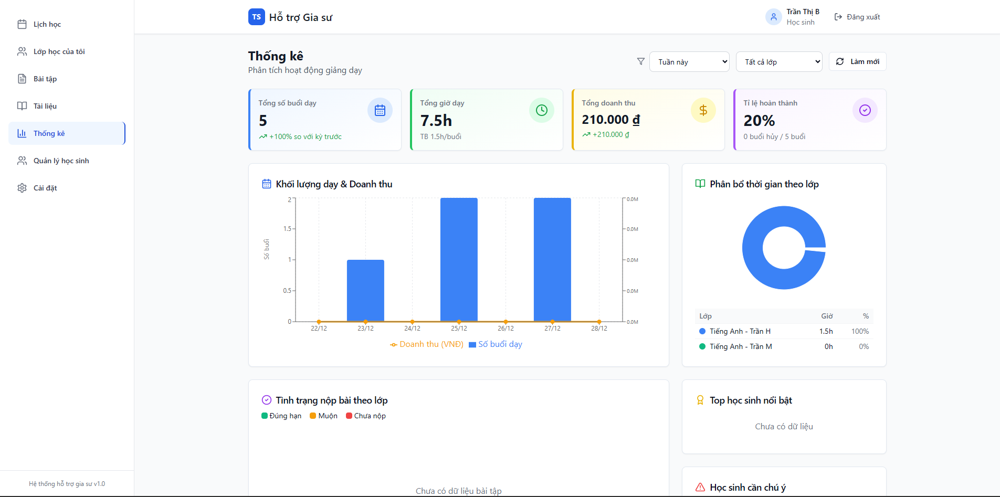 Lịch học
Lớp học của tôi
Bài tập
Tài liệu
Thống kê
Quản lý học sinh
Cài đặt
Hệ thống hỗ trợ gia sư v1.0
TS Hỗ trợ Gia sư
Trần Thị B
Học sinh
Đăng xuất
Thống kê
Phân tích hoạt động giảng dạy
Tuần này
Tất cả lớp
Làm mới
Tổng số buổi dạy
5
+100% so với kỳ trước
Tổng giờ dạy
7.5h
TB 1.5h/buổi
Tổng doanh thu
210.000 ₫
+210.000 ₫
Tỉ lệ hoàn thành
20%
0 buổi hủy / 5 buổi
Khối lượng dạy & Doanh thu
Số buổi
2
1.5
1
0.5
0
0.0M
0.0M
0.0M
0.0M
0.0M
22/12 23/12 24/12 25/12 26/12 27/12 28/12
Doanh thu (VNĐ) Số buổi dạy
Phân bổ thời gian theo lớp
Lớp Giờ %
Tiếng Anh - Trần H 1.5h 100%
Tiếng Anh - Trần M 0h 0%
Tình trạng nộp bài theo lớp
Đúng hạn Muộn Chưa nộp
Chưa có dữ liệu bài tập
Top học sinh nổi bật
Chưa có dữ liệu
Học sinh cần chú ý